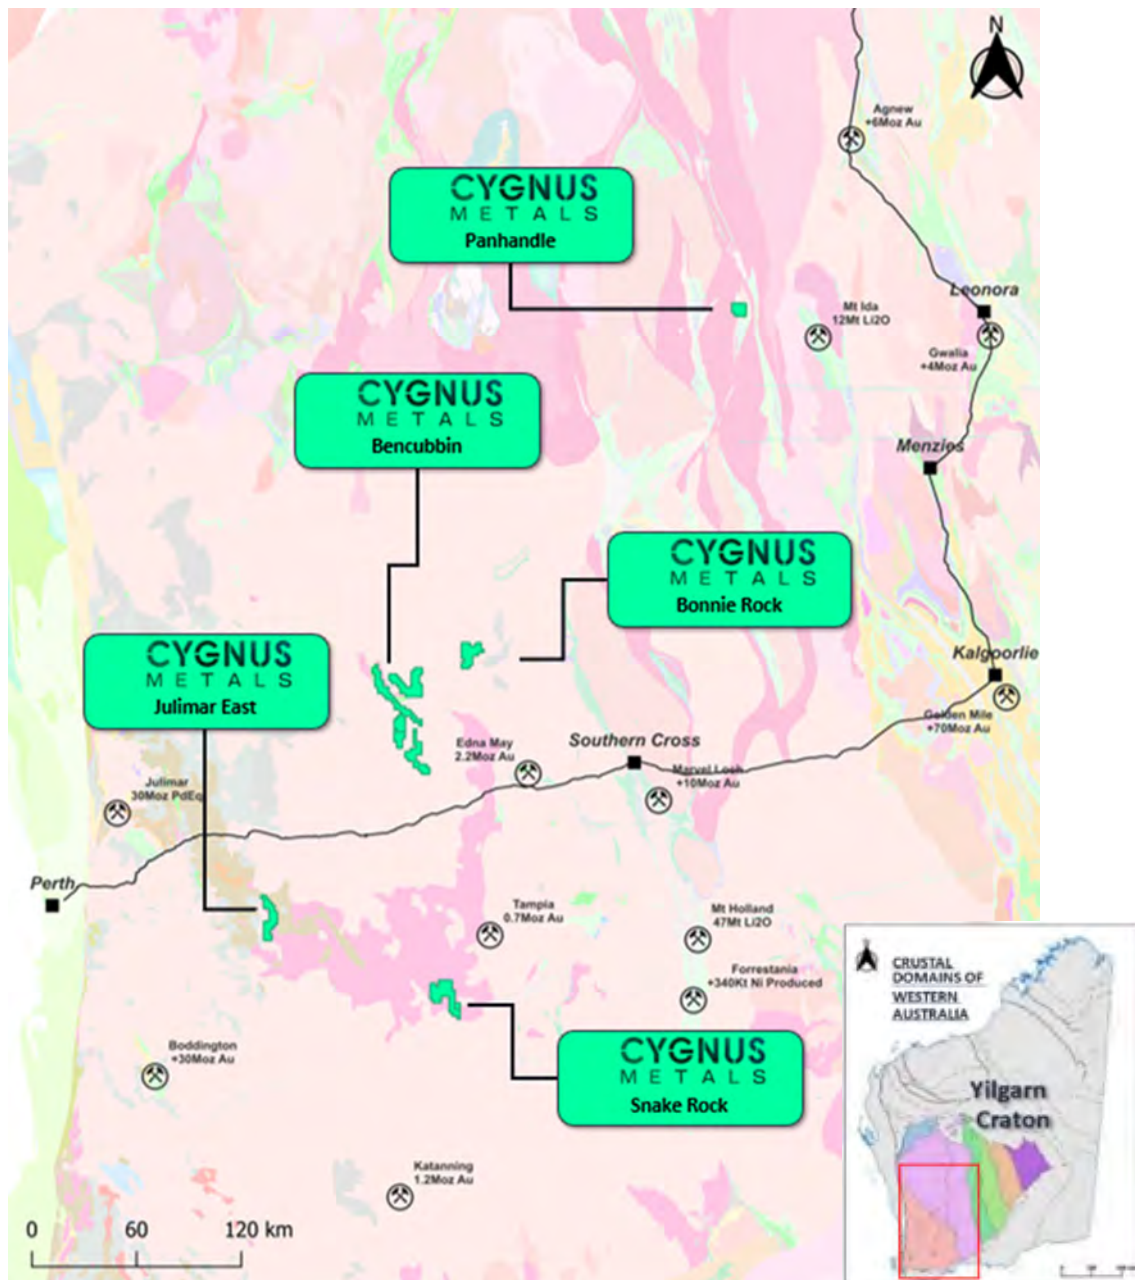 N
Agnew
+6Moz Au
CYGNUS
METALS
Panhandle
Leonora
Mt Ida
12Mt Li2O
Gwalia
+4Moz Au
CYGNUS
METALS
Bencubbin
Menzies
CYGNUS
METALS
Bonnie Rock
CYGNUS
METALS
Julimar East
Kalgoorlie
Golden Mile
+70Moz Au
Southern Cross
Edna May
2.2Moz Au
Marvel Loch
+10Moz Au
Julimar
30Moz PdEq
Perth
Tampia
0.7Moz Au
Mt Holland
47Mt Li2O
Forrestania
+340Kt Ni Produced
CYGNUS
METALS
Snake Rock
Boddington
+30Moz Au
Katanning
1.2Moz Au
0 60 120 km
CRUSTAL
DOMAINS OF
WESTERN
AUSTRALIA
Yilgarn
Craton